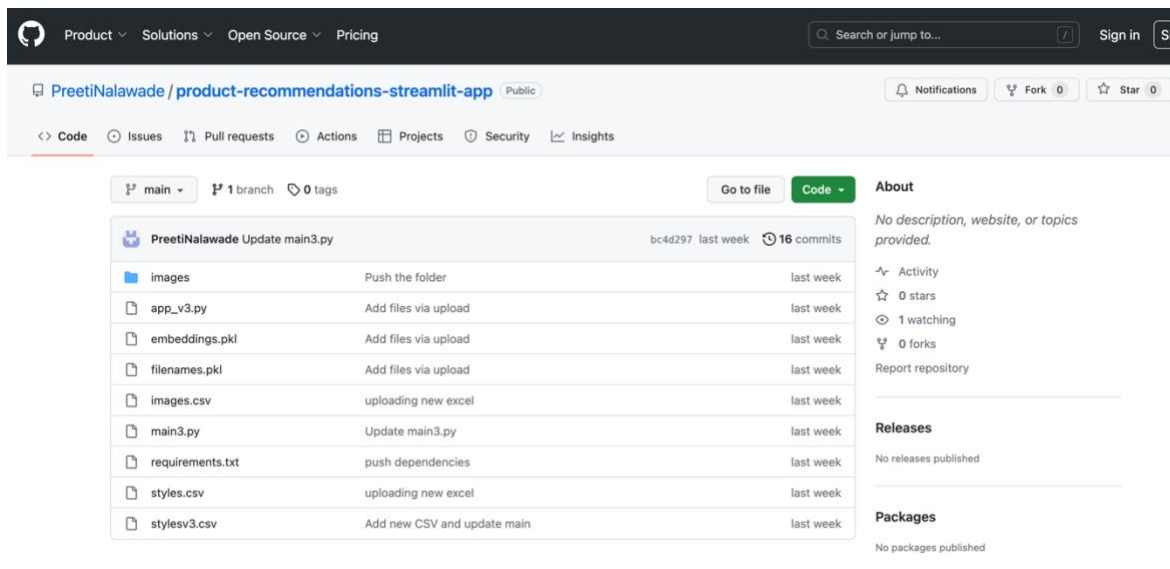 Product Solutions Open Source Pricing Search or jump to... / Sign in
PreetiNalawade / product-recommendations-streamlit-app Public Notifications Fork 0 Star 0
Code Issues Pull requests Actions Projects Security Insights
main 1 branch 0 tags Go to file Code
PreetiNalawade Update main3.py bc4d297 last week 16 commits
images Push the folder last week
app_v3.py Add files via upload last week
embeddings.pkl Add files via upload last week
filenames.pkl Add files via upload last week
images.csv uploading new excel last week
main3.py Update main3.py last week
requirements.txt push dependencies last week
styles.csv uploading new excel last week
stylesv3.csv Add new CSV and update main last week
About
No description, website, or topics
provided.
Activity
0 stars
1 watching
0 forks
Report repository
Releases
No releases published
Packages
No packages published